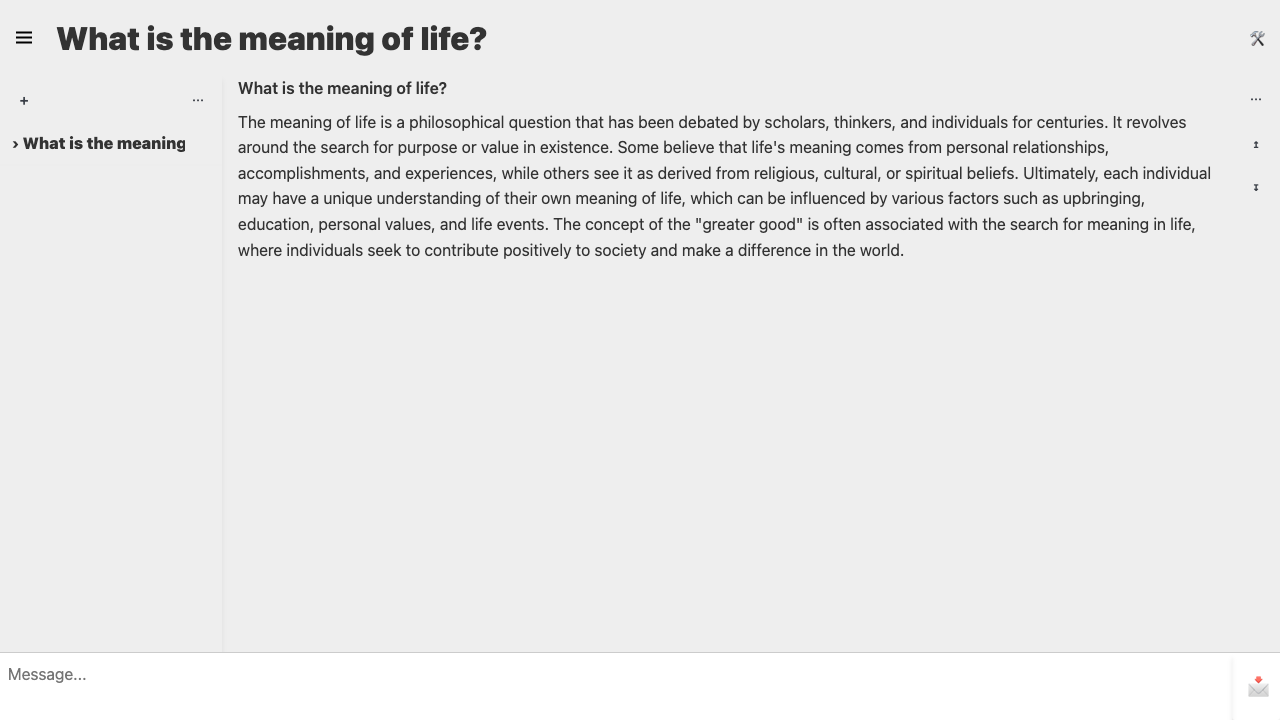 What is the meaning of life?
+
...
› What is the meaning
What is the meaning of life?
The meaning of life is a philosophical question that has been debated by scholars, thinkers, and individuals for centuries. It revolves
around the search for purpose or value in existence. Some believe that life's meaning comes from personal relationships,
accomplishments, and experiences, while others see it as derived from religious, cultural, or spiritual beliefs. Ultimately, each individual
may have a unique understanding of their own meaning of life, which can be influenced by various factors such as upbringing,
education, personal values, and life events. The concept of the "greater good" is often associated with the search for meaning in life,
where individuals seek to contribute positively to society and make a difference in the world.
...
↥
↧
Message...